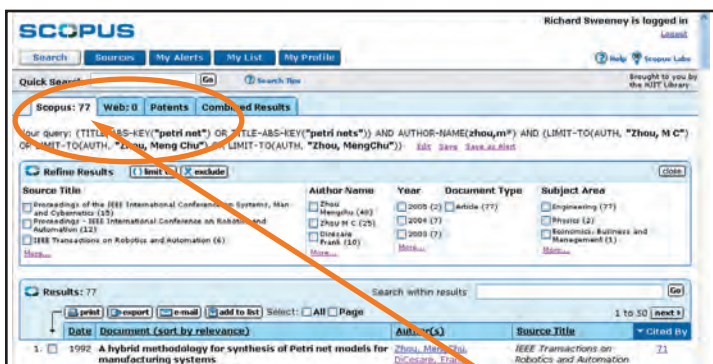 SCOPUS
Richard Sweeney is logged in
Logout
Search Sources My Alerts My List My Profile
Help Scopus Labs
Quick Search Go Search Tips
Brought to you by
the NJIT Library
Scopus: 77 Web: 0 Patents Combined Results
Your query: (TITLE-ABS-KEY("petri net") OR TITLE-ABS-KEY("petri nets")) AND AUTHOR-NAME(zhou,m*) AND (LIMIT-TO(AUTH, "Zhou, M C")
OR LIMIT-TO(AUTH, "Zhou, Meng Chu") OR LIMIT-TO(AUTH, "Zhou, MengChu")) Edit Save Save as Alert
Refine Results limit to exclude close
Source Title Author Name Year Document Type Subject Area
Proceedings of the IEEE International Conference on Systems, Man
and Cybernetics (15)
Proceedings - IEEE International Conference on Robotics and
Automation (12)
IEEE Transactions on Robotics and Automation (6)
More...
Zhou
Mengchu (40)
Zhou M C (25)
Dicesare
Frank (10)
More...
2005 (2)
2004 (7)
2003 (7)
More...
Article (77)
Engineering (77)
Physics (2)
Economics, Business and
Management (1)
More...
Results: 77 Search within results Go
print export e-mail add to list Select: All Page 1 to 50 next
Date Document (sort by relevance) Author(s) Source Title Cited By
1. 1992 A hybrid methodology for synthesis of Petri net models for
manufacturing systems
Zhou, Meng Chu,
DiCesare,
IEEE Transactions on
Robotics and Automation
71